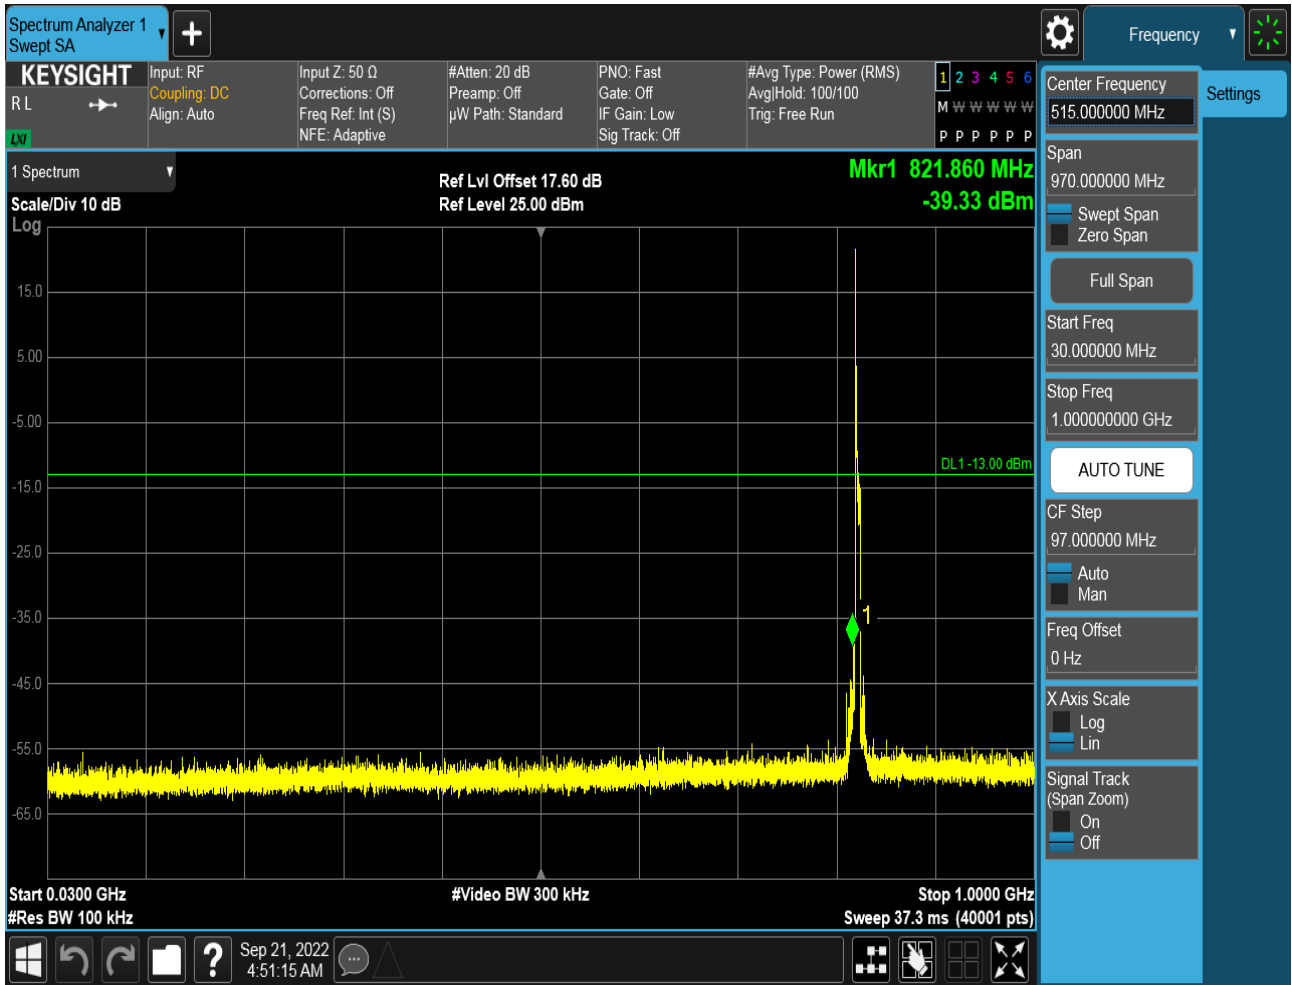 Spectrum Analyzer 1
Swept SA
Frequency
KEYSIGHT
R L
LXI
Input: RF
Coupling: DC
Align: Auto
Input Z: 50 Ω
Corrections: Off
Freq Ref: Int (S)
NFE: Adaptive
#Atten: 20 dB
Preamp: Off
µW Path: Standard
PNO: Fast
Gate: Off
IF Gain: Low
Sig Track: Off
#Avg Type: Power (RMS)
Avg|Hold: 100/100
Trig: Free Run
1 2 3 4 5 6
M W W W W W
P P P P P P
1 Spectrum
Scale/Div 10 dB
Log
Ref Lvl Offset 17.60 dB
Ref Level 25.00 dBm
Mkr1 821.860 MHz
-39.33 dBm
15.0
5.00
-5.00
-15.0
-25.0
-35.0
-45.0
-55.0
-65.0
DL1 -13.00 dBm
1
Start 0.0300 GHz
#Res BW 100 kHz
#Video BW 300 kHz
Stop 1.0000 GHz
Sweep 37.3 ms (40001 pts)
Center Frequency
515.000000 MHz
Settings
Span
970.000000 MHz
Swept Span
Zero Span
Full Span
Start Freq
30.000000 MHz
Stop Freq
1.000000000 GHz
AUTO TUNE
CF Step
97.000000 MHz
Auto
Man
Freq Offset
0 Hz
X Axis Scale
Log
Lin
Signal Track
(Span Zoom)
On
Off
Sep 21, 2022
4:51:15 AM